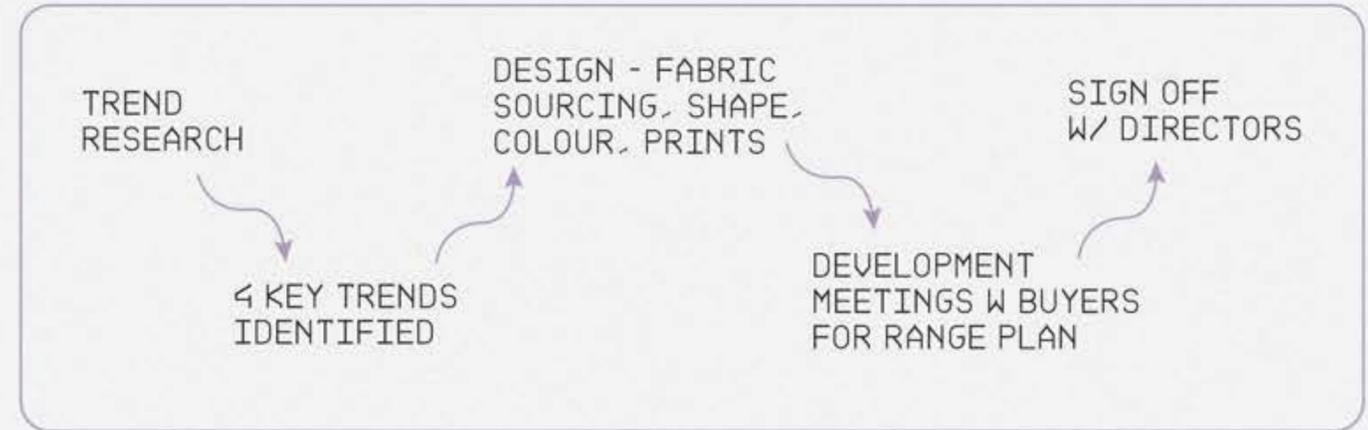 TREND
RESEARCH
4 KEY TRENDS
IDENTIFIED
DESIGN - FABRIC
SOURCING, SHAPE,
COLOUR, PRINTS
DEVELOPMENT
MEETINGS W BUYERS
FOR RANGE PLAN
SIGN OFF
W/ DIRECTORS